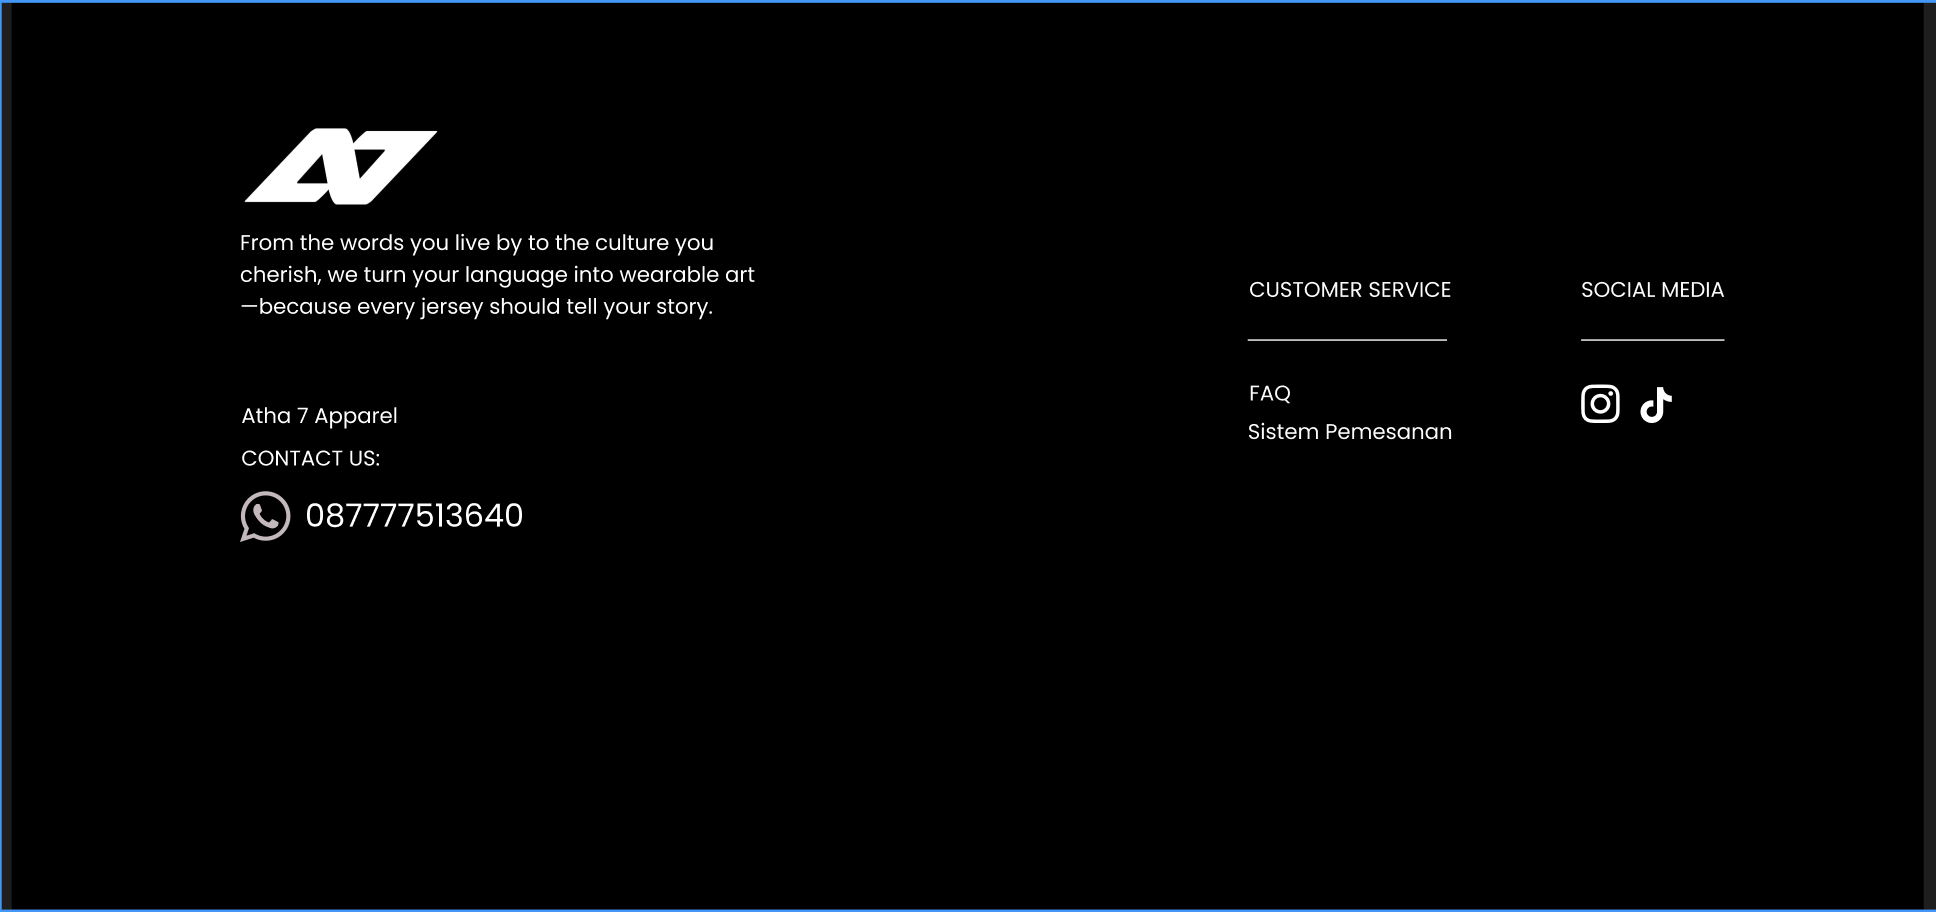 A7
From the words you live by to the culture you
cherish, we turn your language into wearable art
—because every jersey should tell your story.
Atha 7 Apparel
CONTACT US:
087777513640
CUSTOMER SERVICE
FAQ
Sistem Pemesanan
SOCIAL MEDIA